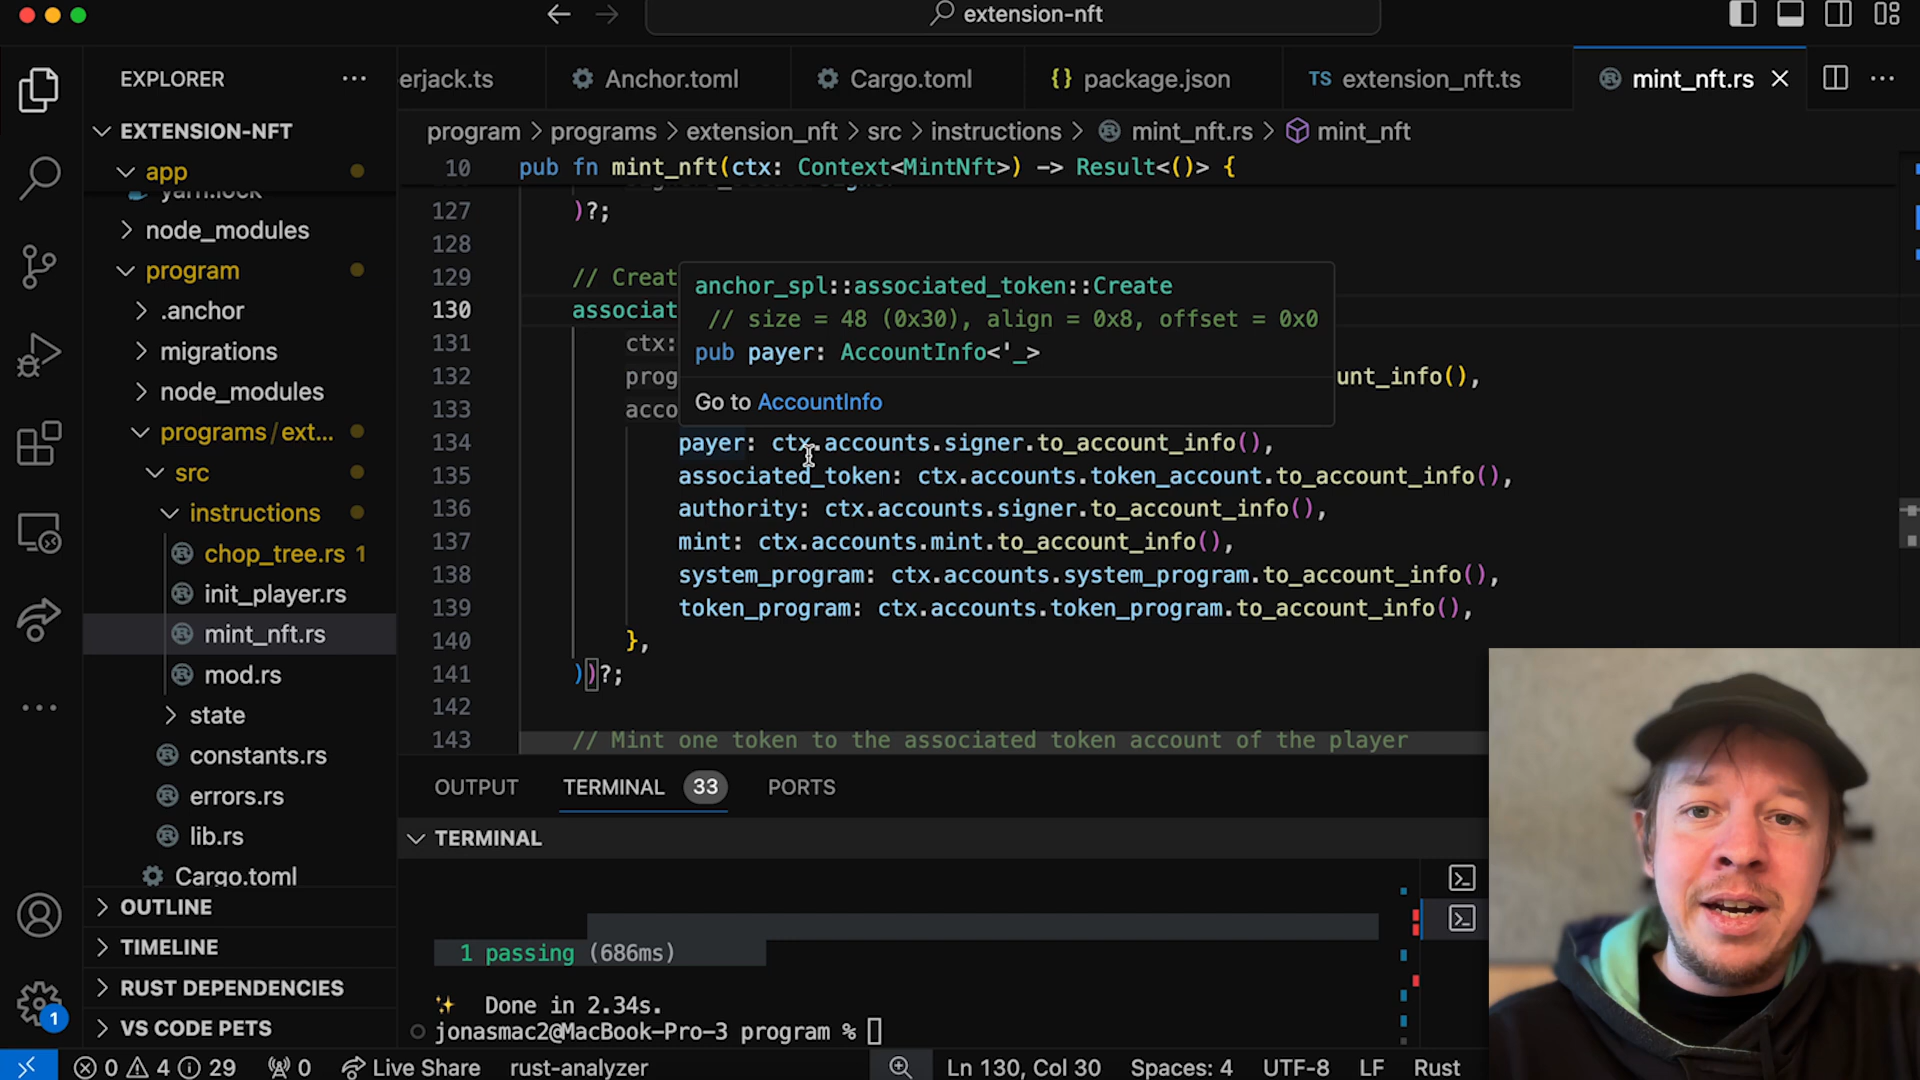 extension-nft
EXPLORER
EXTENSION-NFT
app
yarn.lock
node_modules
program
.anchor
migrations
node_modules
programs/ext...
src
instructions
chop_tree.rs 1
init_player.rs
mint_nft.rs
mod.rs
state
constants.rs
errors.rs
lib.rs
Cargo.toml
OUTLINE
TIMELINE
RUST DEPENDENCIES
VS CODE PETS
1
erjack.ts
Anchor.toml
Cargo.toml
{} package.json
TS extension_nft.ts
mint_nft.rs
program > programs > extension_nft > src > instructions > mint_nft.rs > mint_nft
10 pub fn mint_nft(ctx: Context<MintNft>) -> Result<()> {
127 )?;
128
129 // Creat
130 associat
131 ctx:
132 prog unt_info(),
133 acco
anchor_spl::associated_token::Create
// size = 48 (0x30), align = 0x8, offset = 0x0
pub payer: AccountInfo<'_>
Go to AccountInfo
134 payer: ctx.accounts.signer.to_account_info(),
135 associated_token: ctx.accounts.token_account.to_account_info(),
136 authority: ctx.accounts.signer.to_account_info(),
137 mint: ctx.accounts.mint.to_account_info(),
138 system_program: ctx.accounts.system_program.to_account_info(),
139 token_program: ctx.accounts.token_program.to_account_info(),
140 },
141 ))?;
142
143 // Mint one token to the associated token account of the player
OUTPUT TERMINAL 33 PORTS
TERMINAL
1 passing (686ms)
✨ Done in 2.34s.
jonasmac2@MacBook-Pro-3 program %
0 4 29 0 Live Share rust-analyzer Ln 130, Col 30 Spaces: 4 UTF-8 LF Rust